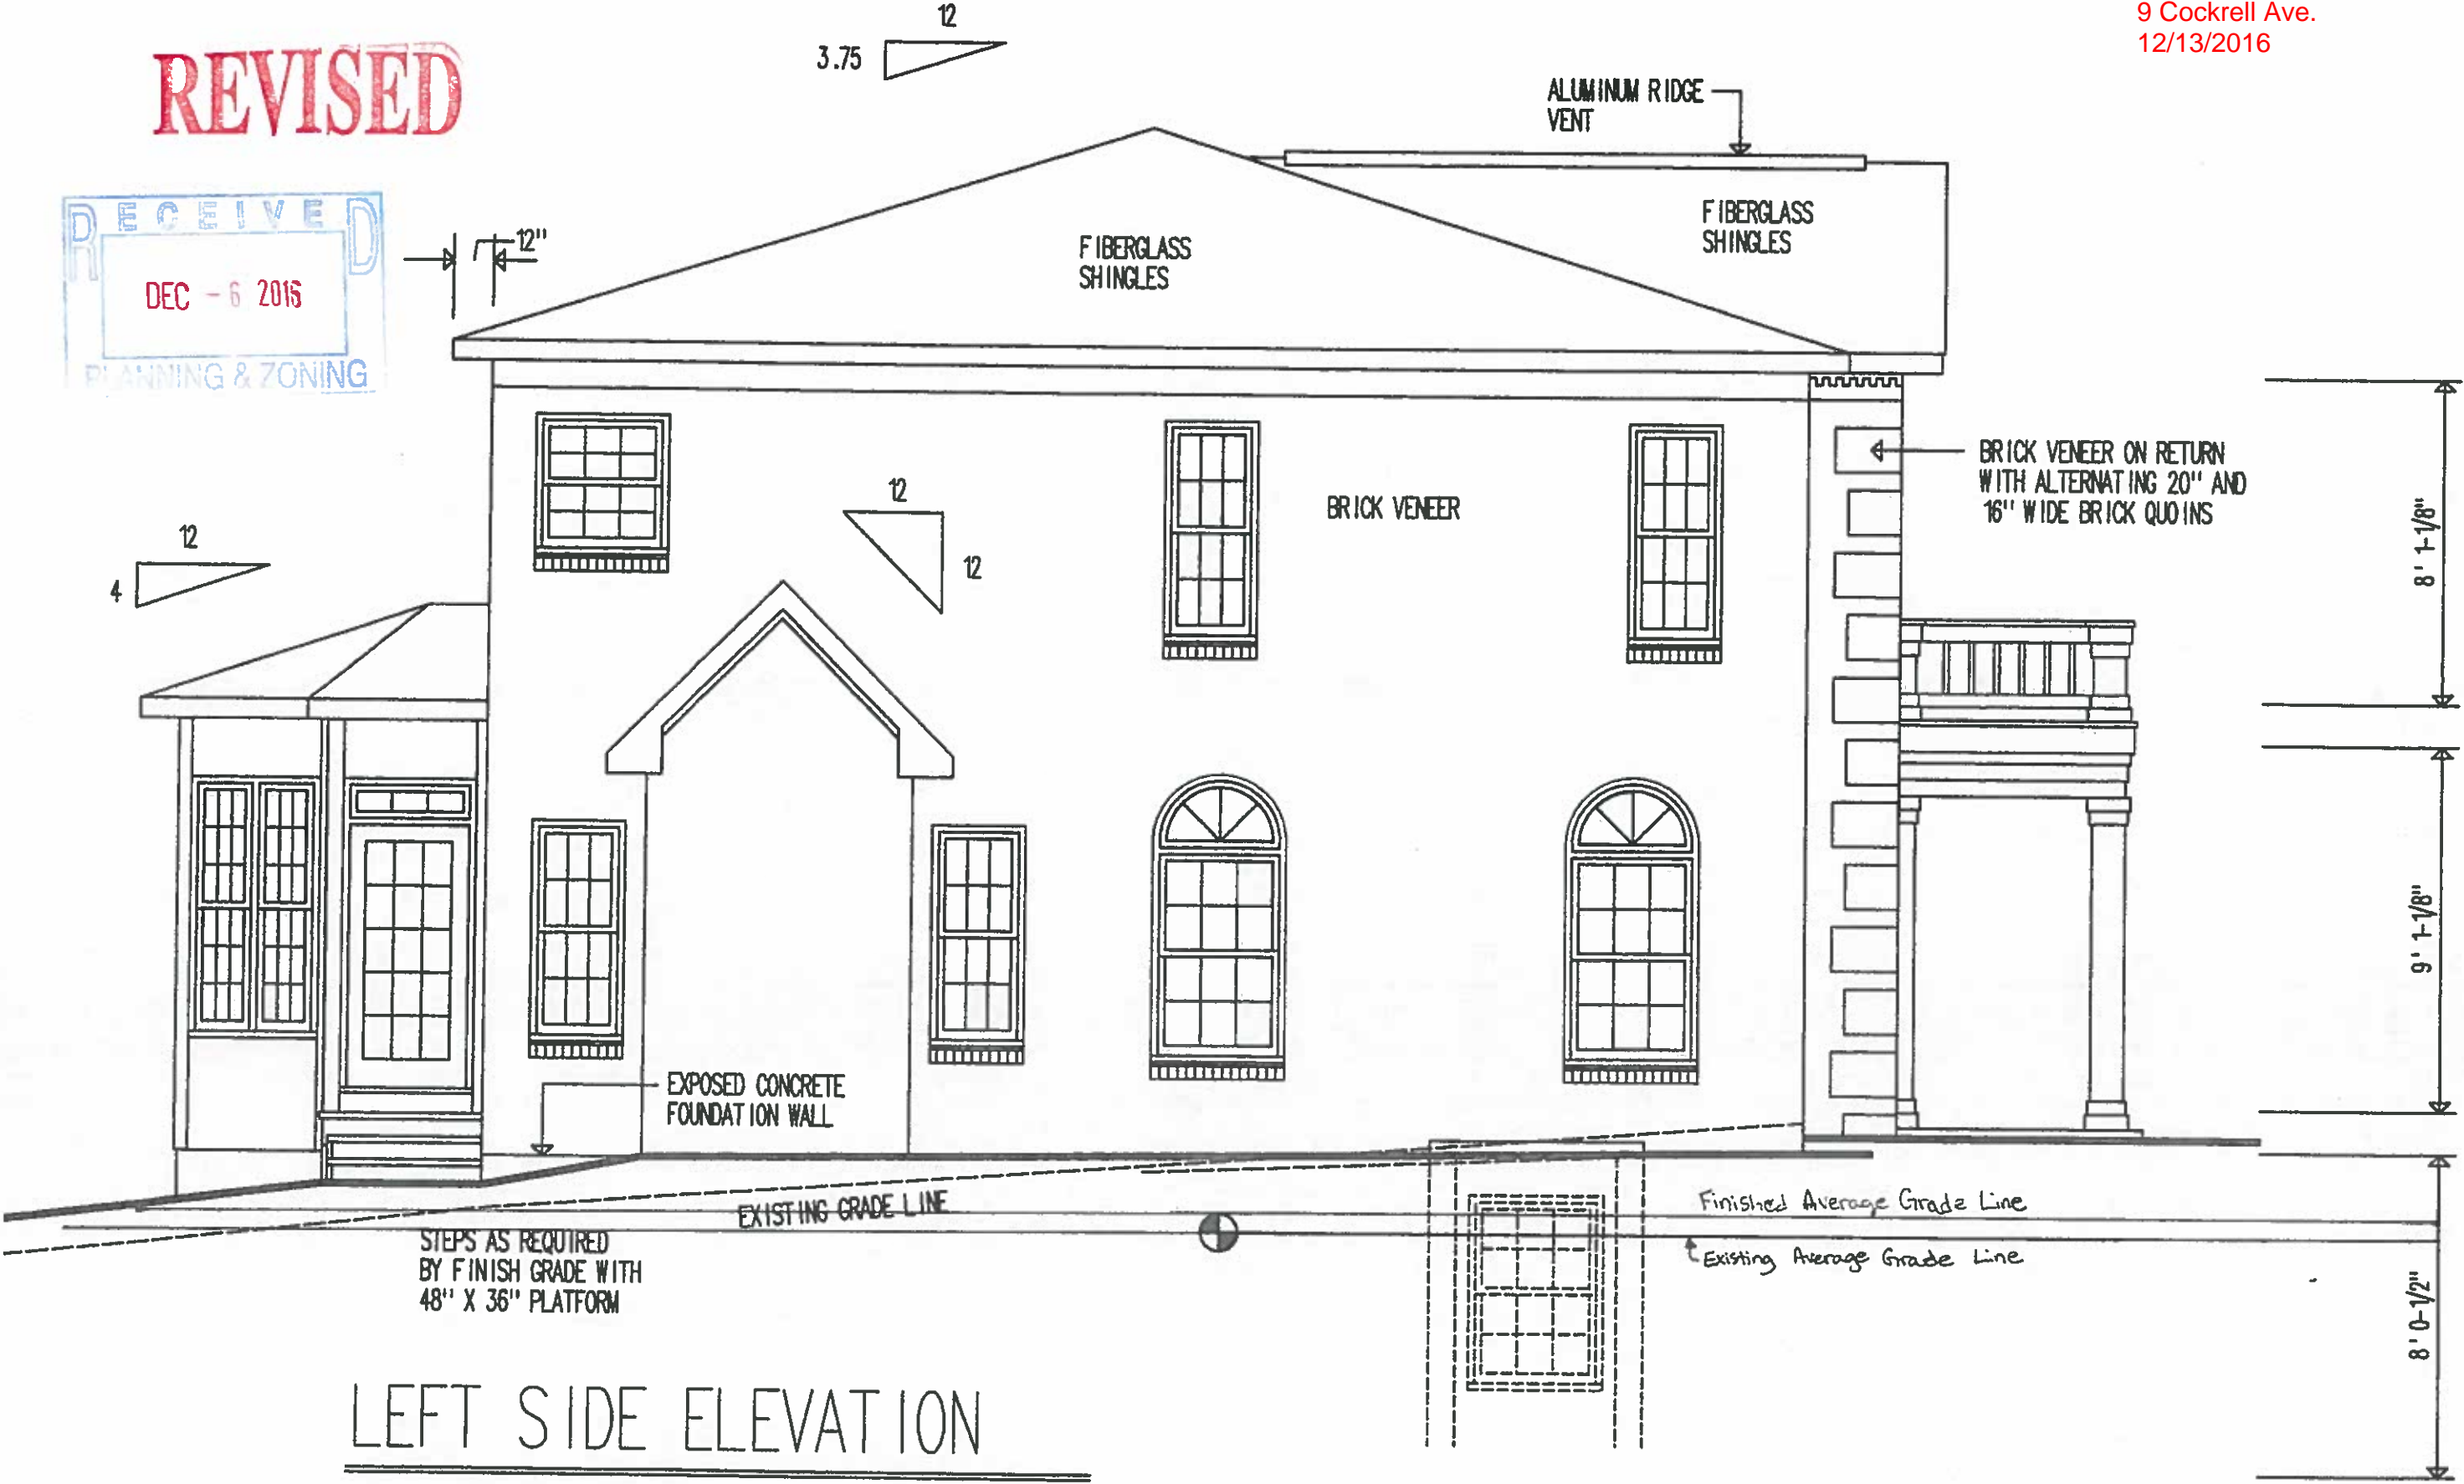 9 Cockrell Ave.
12/13/2016
12
3.75
REVISED
ALUMINUM RIDGE
VENT
RECEIVED
DEC - 6 2016
PLANNING & ZONING
12"
FIBERGLASS
SHINGLES
FIBERGLASS
SHINGLES
BRICK VENEER ON RETURN
WITH ALTERNATING 20" AND
16" WIDE BRICK QUOINS
8' 1-1/8"
12
4
12
12
BRICK VENEER
9' 1-1/8"
EXPOSED CONCRETE
FOUNDATION WALL
EXISTING GRADE LINE
Finished Average Grade Line
Existing Average Grade Line
STEPS AS REQUIRED
BY FINISH GRADE WITH
48" X 36" PLATFORM
8' 0-1/2"
LEFT SIDE ELEVATION